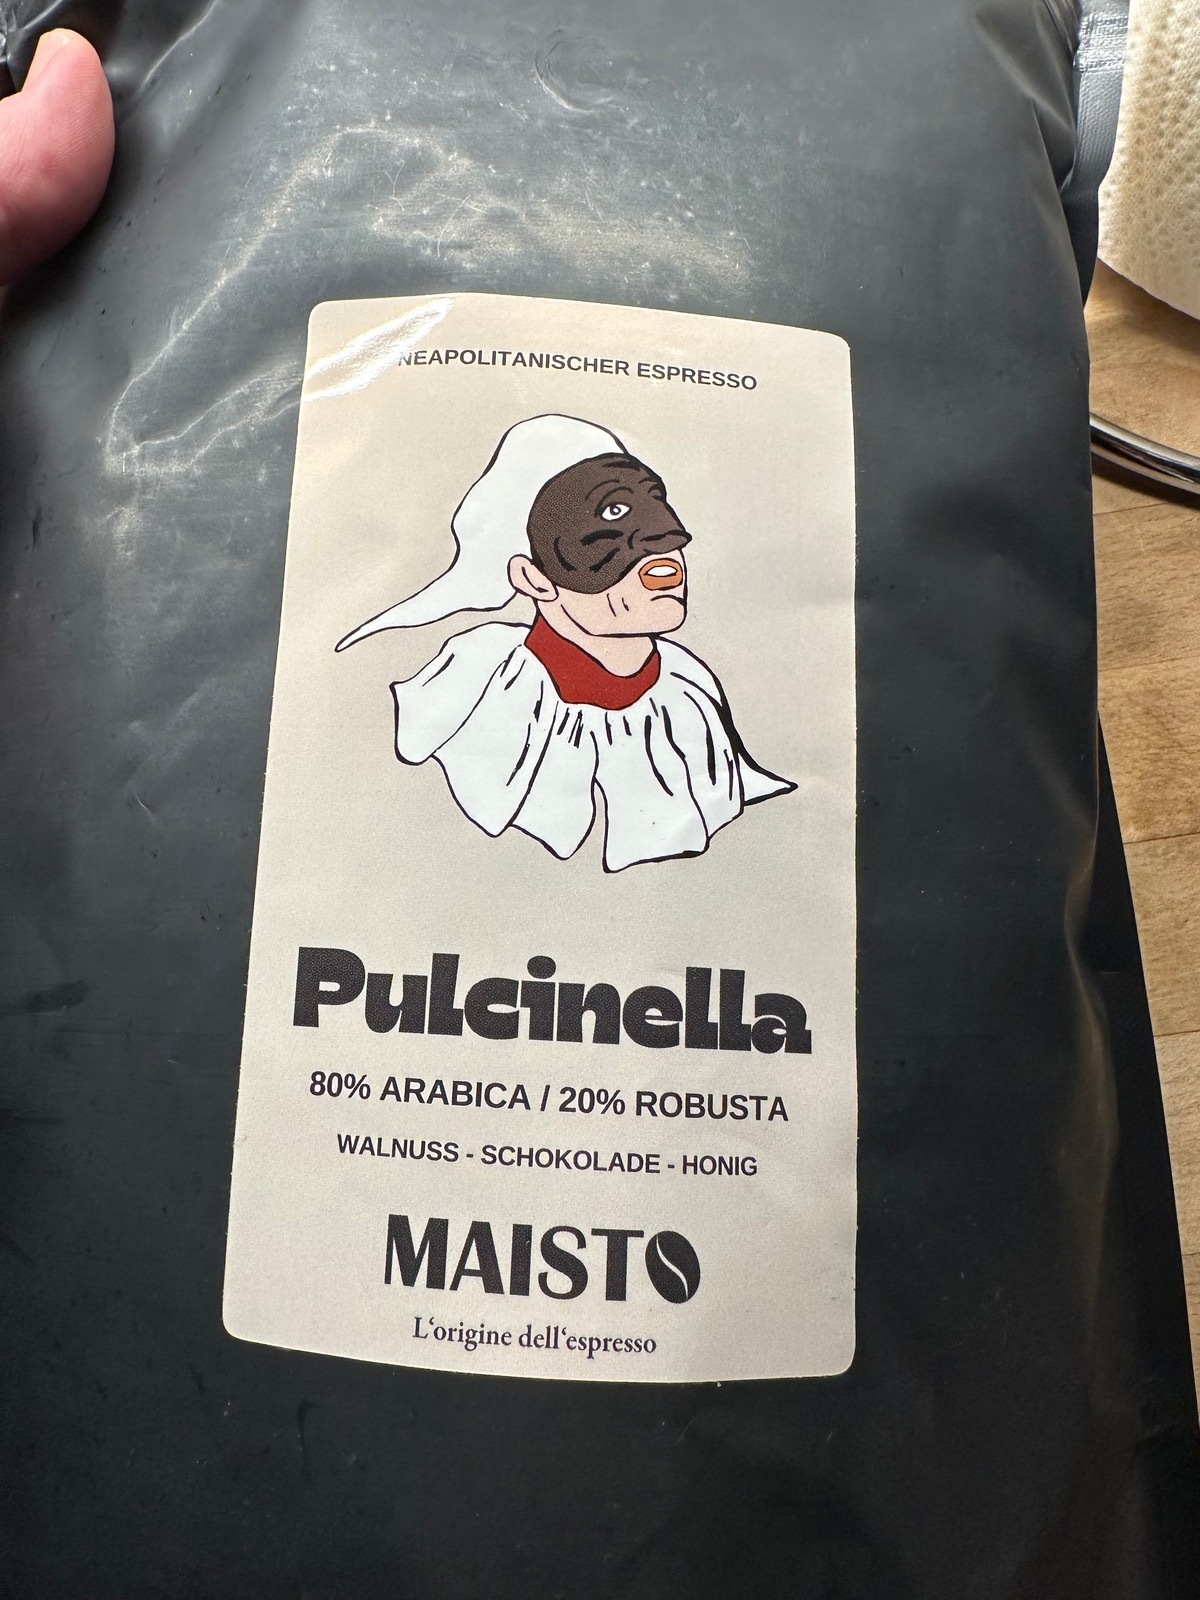 NEAPOLITANISCHER ESPRESSO
Pulcinella
80% ARABICA / 20% ROBUSTA
WALNUSS - SCHOKOLADE - HONIG
MAISTO
L‘origine dell‘espresso